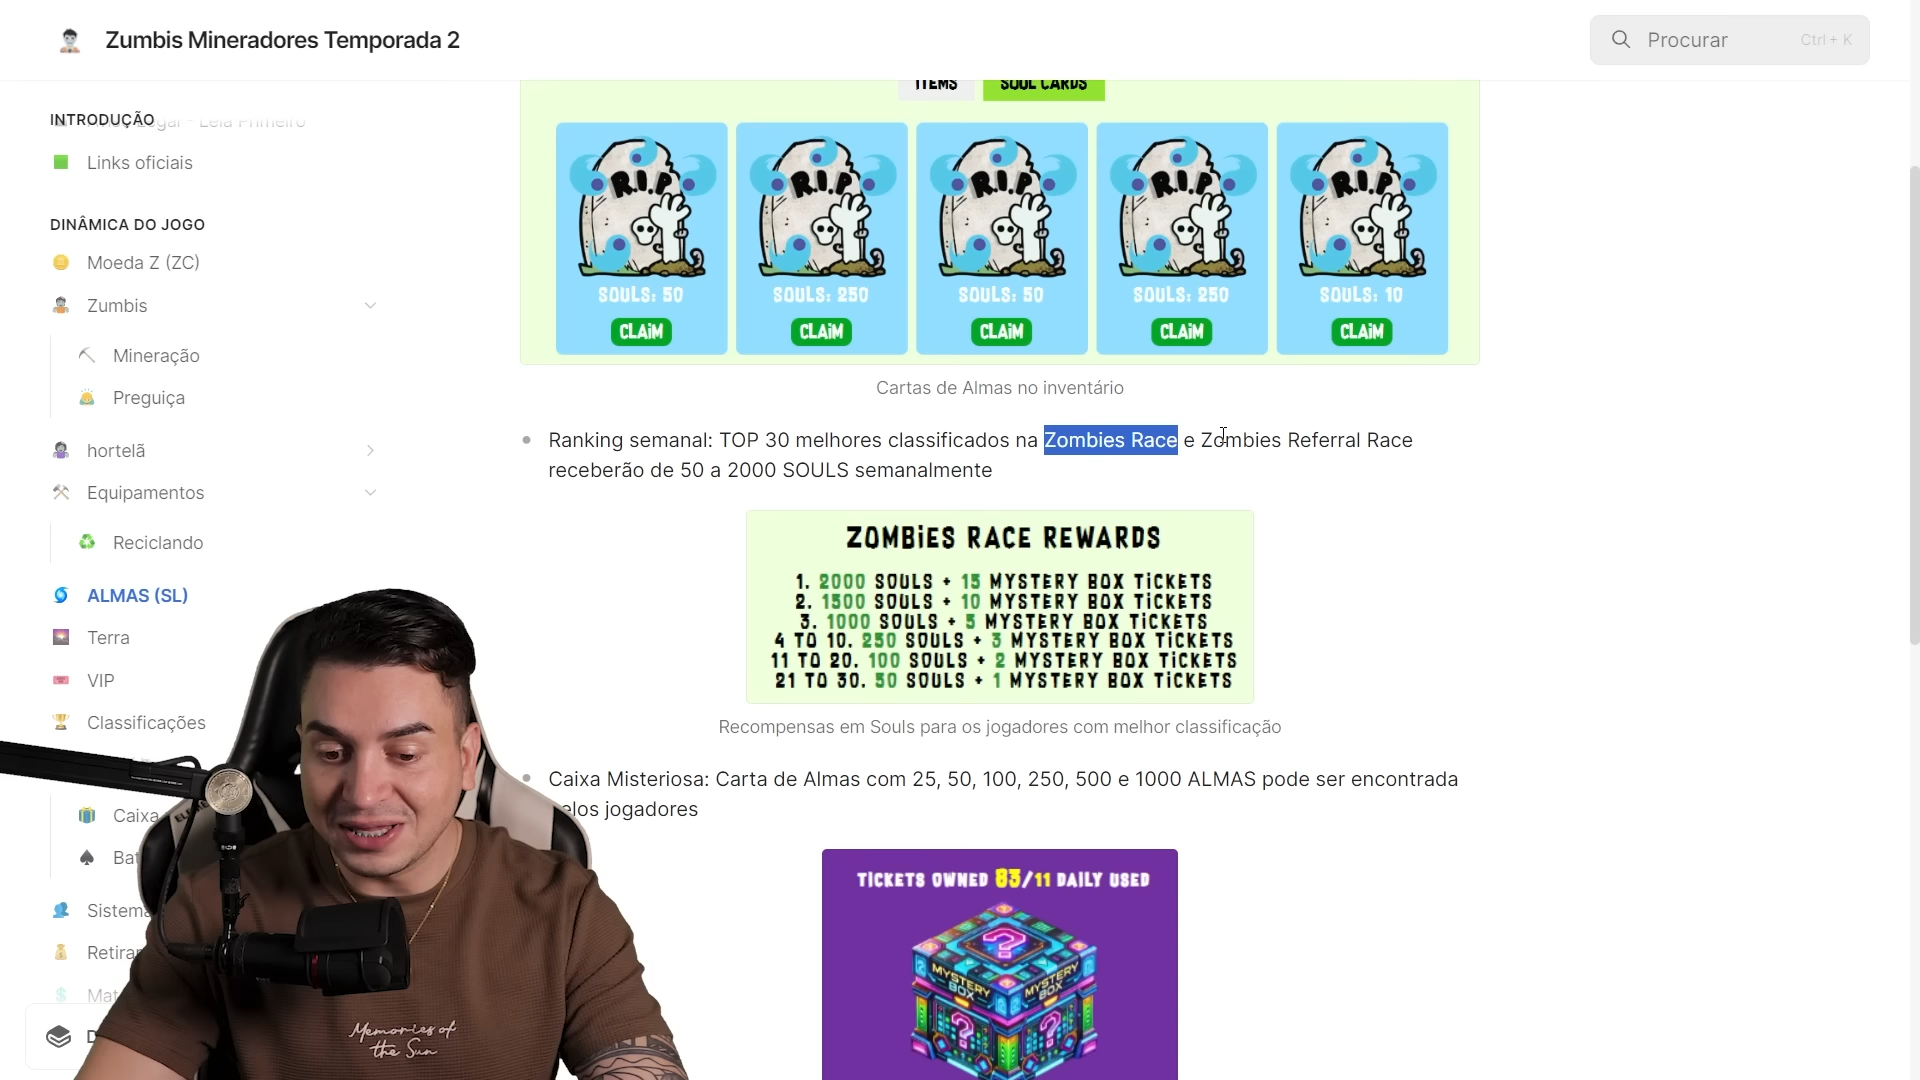 Zumbis Mineradores Temporada 2
Procurar
Ctrl + K
INTRODUÇÃO
Links oficiais
DINÂMICA DO JOGO
Moeda Z (ZC)
Zumbis
Mineração
Preguiça
hortelã
Equipamentos
Reciclando
ALMAS (SL)
Terra
VIP
Classificações
Caixa
Bat
Sistema
Retirar
Mat
D
ITEMS
SOUL CARDS
R.I.P R.I.P R.I.P R.I.P R.I.P
SOULS: 50 SOULS: 250 SOULS: 50 SOULS: 250 SOULS: 10
CLAiM CLAiM CLAiM CLAiM CLAiM
Cartas de Almas no inventário
Ranking semanal: TOP 30 melhores classificados na Zombies Race e Zombies Referral Race
receberão de 50 a 2000 SOULS semanalmente
ZOMBiES RACE REWARDS
1. 2000 SOULS + 15 MYSTERY BOX TiCKETS
2. 1500 SOULS + 10 MYSTERY BOX TiCKETS
3. 1000 SOULS + 5 MYSTERY BOX TiCKETS
4 TO 10. 250 SOULS + 3 MYSTERY BOX TiCKETS
11 TO 20. 100 SOULS + 2 MYSTERY BOX TiCKETS
21 TO 30. 50 SOULS + 1 MYSTERY BOX TiCKETS
Recompensas em Souls para os jogadores com melhor classificação
Caixa Misteriosa: Carta de Almas com 25, 50, 100, 250, 500 e 1000 ALMAS pode ser encontrada
elos jogadores
TiCKETS OWNED 83/11 DAILY USED
MYSTERY BOX
MYSTERY BOX
Memories of
the Sun